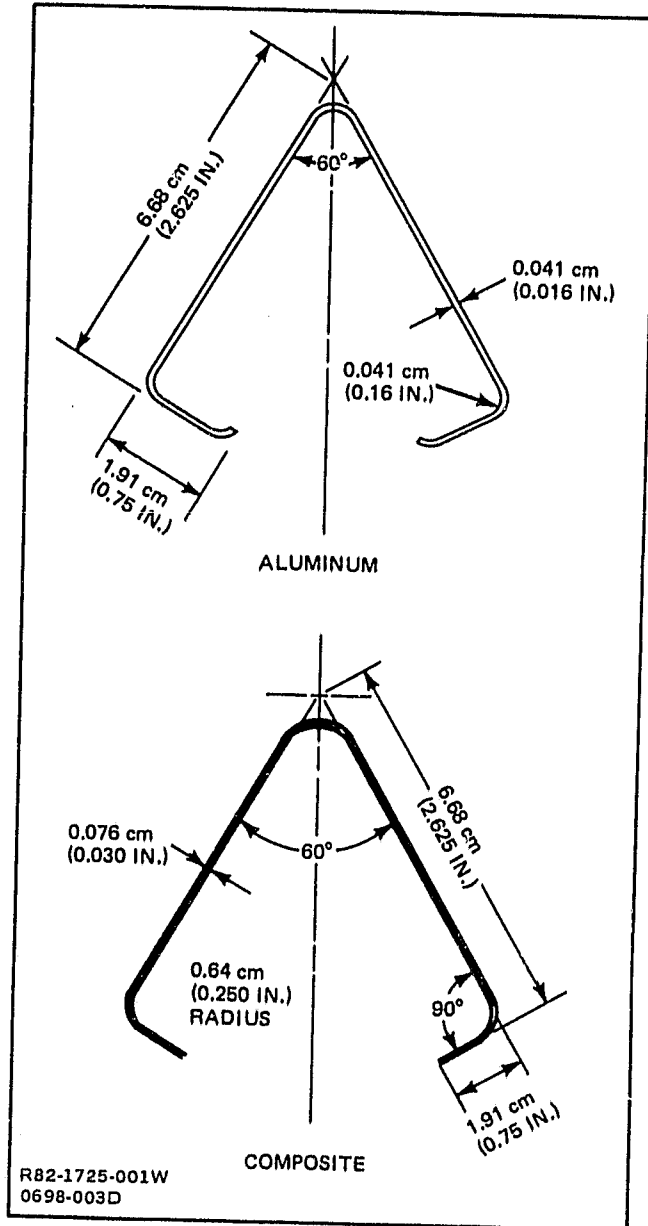 60°
6.68 cm
(2.625 IN.)
0.041 cm
(0.016 IN.)
0.041 cm
(0.16 IN.)
1.91 cm
(0.75 IN.)
ALUMINUM
6.68 cm
(2.625 IN.)
0.076 cm
(0.030 IN.)
60°
0.64 cm
(0.250 IN.)
RADIUS
90°
1.91 cm
(0.75 IN.)
COMPOSITE
R82-1725-001W
0698-003D